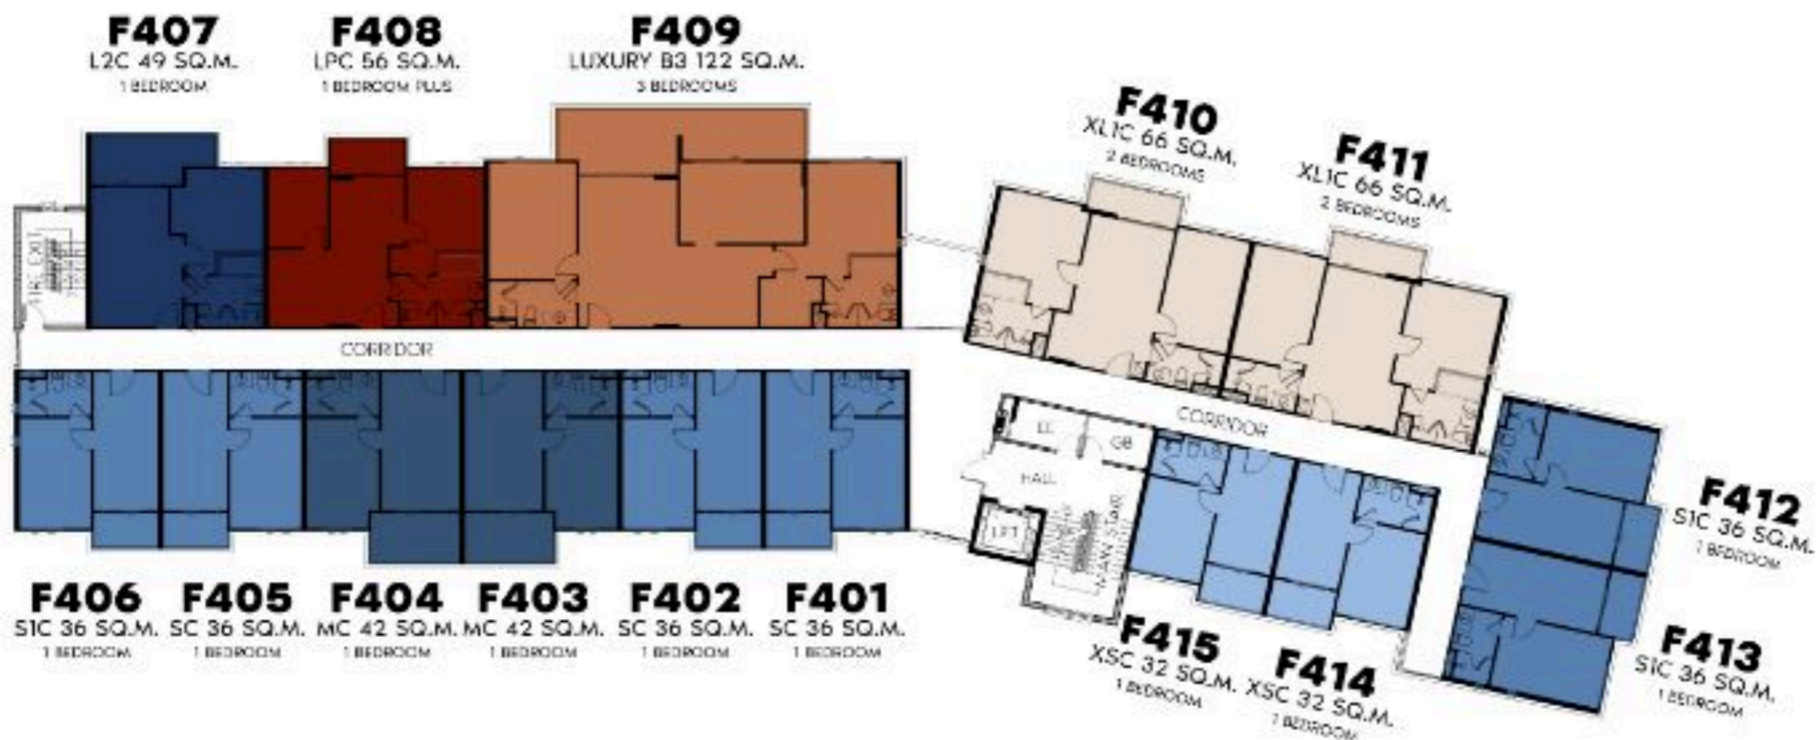 F407
L2C 49 SQ.M.
1 BEDROOM
F408
LPC 56 SQ.M.
1 BEDROOM PLUS
F409
LUXURY B3 122 SQ.M.
3 BEDROOMS
F410
XL1C 66 SQ.M.
2 BEDROOMS
F411
XL1C 66 SQ.M.
2 BEDROOMS
FIRE EXIT
CORRIDOR
CORRIDOR
GB
HALL
LIFT
MAIN STAIR
F412
S1C 36 SQ.M.
1 BEDROOM
F413
S1C 36 SQ.M.
1 BEDROOM
F406
S1C 36 SQ.M.
1 BEDROOM
F405
SC 36 SQ.M.
1 BEDROOM
F404
MC 42 SQ.M.
1 BEDROOM
F403
MC 42 SQ.M.
1 BEDROOM
F402
SC 36 SQ.M.
1 BEDROOM
F401
SC 36 SQ.M.
1 BEDROOM
F415
XSC 32 SQ.M.
1 BEDROOM
F414
XSC 32 SQ.M.
1 BEDROOM